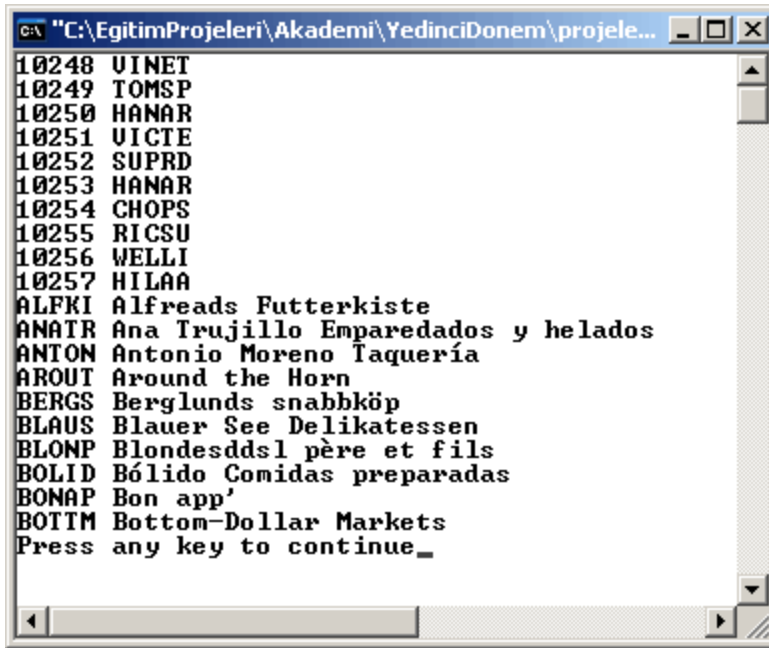 "C:\EgitimProjeleri\Akademi\YedinciDonem\projele...
10248 VINET
10249 TOMSP
10250 HANAR
10251 VICTE
10252 SUPRD
10253 HANAR
10254 CHOPS
10255 RICSU
10256 WELLI
10257 HILAA
ALFKI Alfreads Futterkiste
ANATR Ana Trujillo Emparedados y helados
ANTON Antonio Moreno Taquería
AROUT Around the Horn
BERGS Berglunds snabbköp
BLAUS Blauer See Delikatessen
BLONP Blondesddsl père et fils
BOLID Bólido Comidas preparadas
BONAP Bon app'
BOTTM Bottom-Dollar Markets
Press any key to continue_